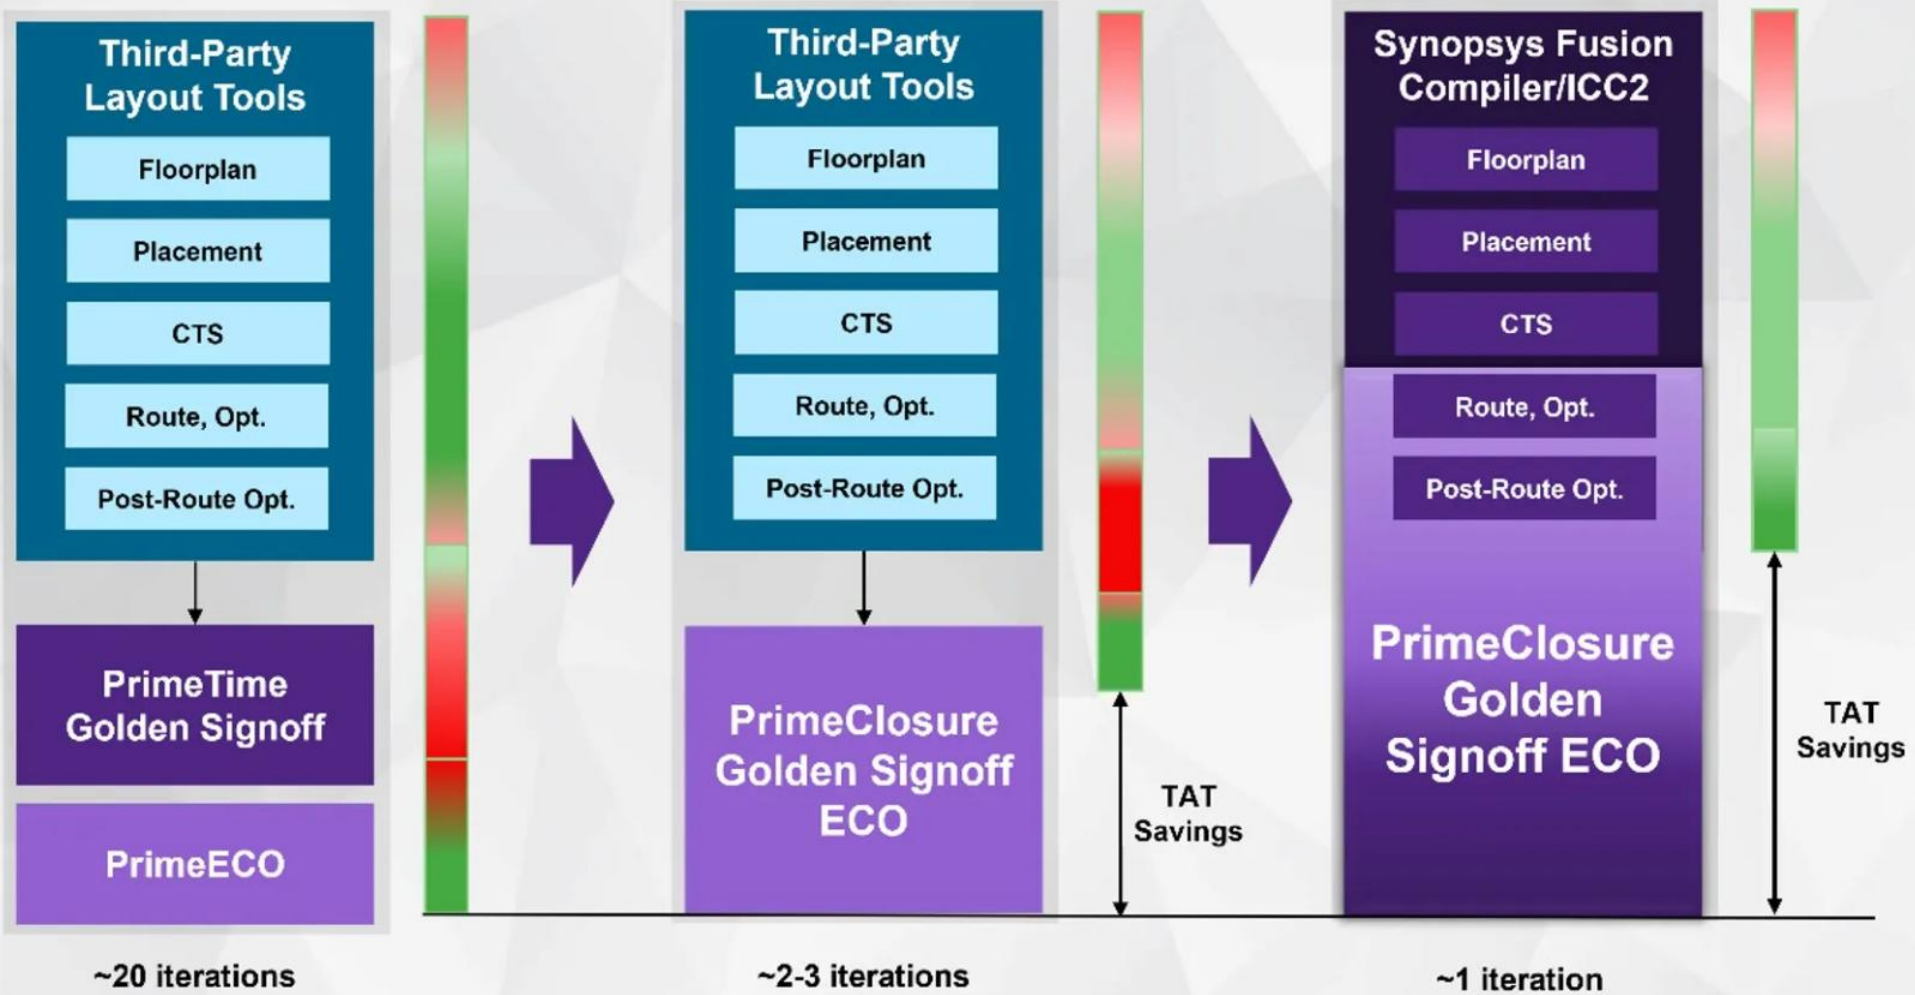 Third-Party
Layout Tools
Floorplan
Placement
CTS
Route, Opt.
Post-Route Opt.
PrimeTime
Golden Signoff
PrimeECO
~20 iterations
Third-Party
Layout Tools
Floorplan
Placement
CTS
Route, Opt.
Post-Route Opt.
PrimeClosure
Golden Signoff
ECO
TAT
Savings
~2-3 iterations
Synopsys Fusion
Compiler/ICC2
Floorplan
Placement
CTS
Route, Opt.
Post-Route Opt.
PrimeClosure
Golden
Signoff ECO
TAT
Savings
~1 iteration